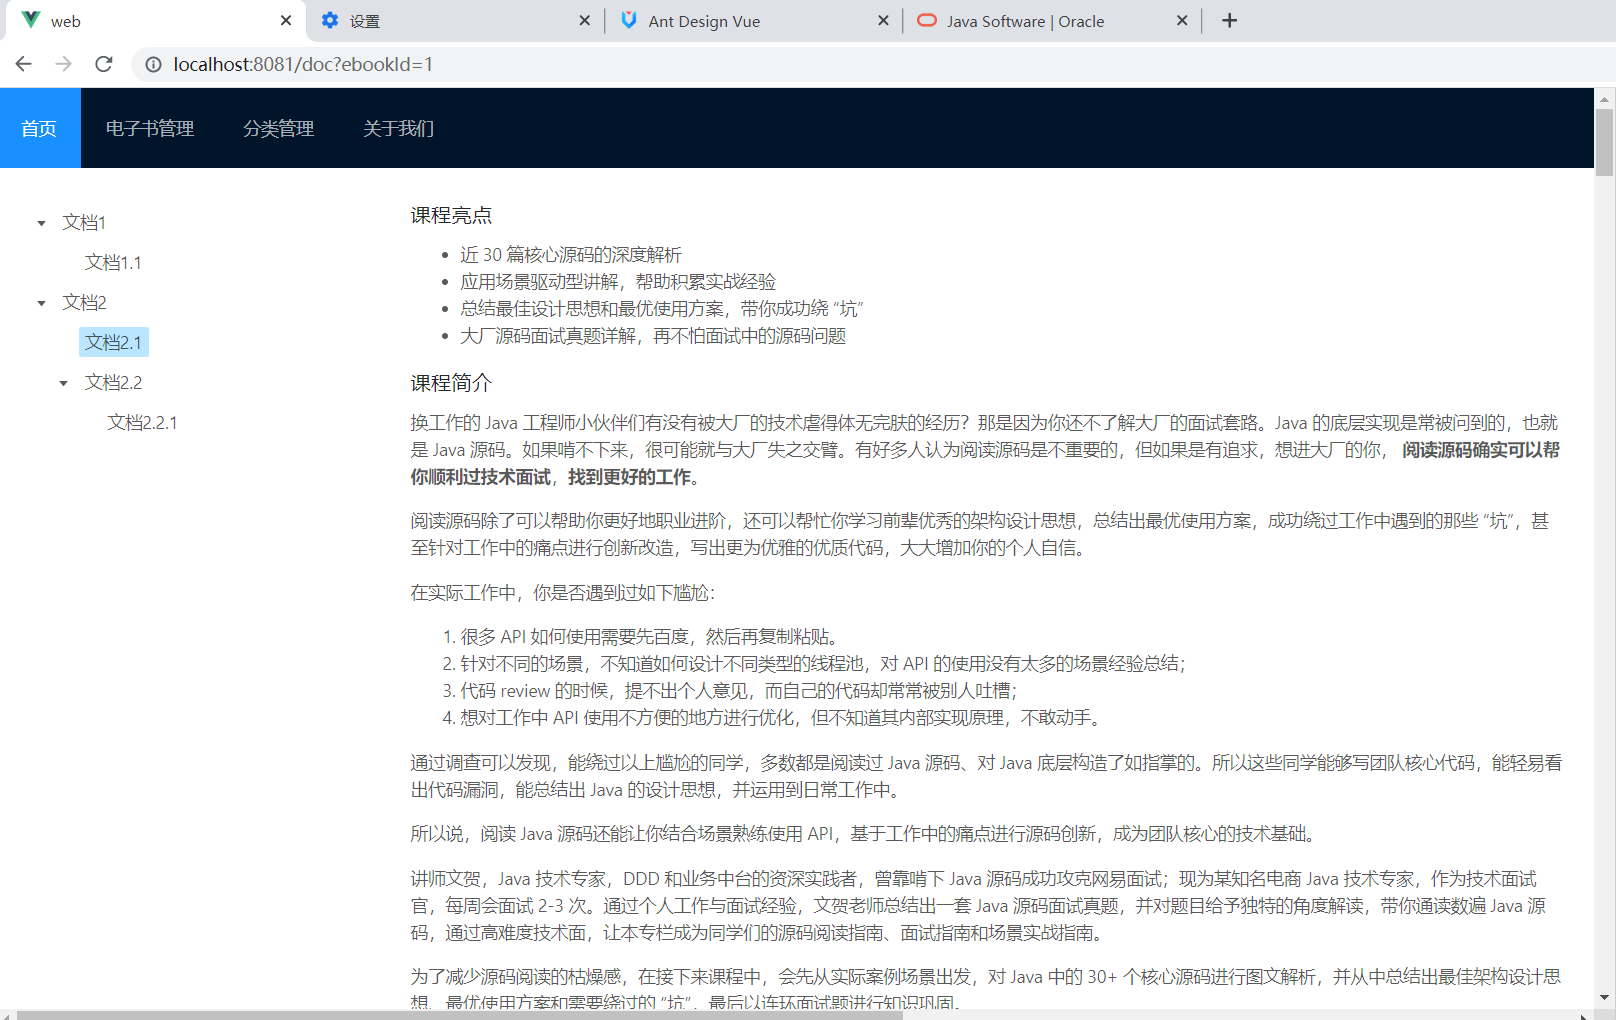 web
设置
Ant Design Vue
Java Software | Oracle
localhost:8081/doc?ebookId=1
首页 电子书管理 分类管理 关于我们
文档1
文档1.1
文档2
文档2.1
文档2.2
文档2.2.1
课程亮点
• 近 30 篇核心源码的深度解析
• 应用场景驱动型讲解，帮助积累实战经验
• 总结最佳设计思想和最优使用方案，带你成功绕 “坑”
• 大厂源码面试真题详解，再不怕面试中的源码问题
课程简介
换工作的 Java 工程师小伙伴们有没有被大厂的技术虐得体无完肤的经历？那是因为你还不了解大厂的面试套路。Java 的底层实现是常被问到的，也就
是 Java 源码。如果啃不下来，很可能就与大厂失之交臂。有好多人认为阅读源码是不重要的，但如果是有追求，想进大厂的你， 阅读源码确实可以帮
你顺利过技术面试，找到更好的工作。
阅读源码除了可以帮助你更好地职业进阶，还可以帮忙你学习前辈优秀的架构设计思想，总结出最优使用方案，成功绕过工作中遇到的那些 “坑”，甚
至针对工作中的痛点进行创新改造，写出更为优雅的优质代码，大大增加你的个人自信。
在实际工作中，你是否遇到过如下尴尬：
1. 很多 API 如何使用需要先百度，然后再复制粘贴。
2. 针对不同的场景，不知道如何设计不同类型的线程池，对 API 的使用没有太多的场景经验总结；
3. 代码 review 的时候，提不出个人意见，而自己的代码却常常被别人吐槽；
4. 想对工作中 API 使用不方便的地方进行优化，但不知道其内部实现原理，不敢动手。
通过调查可以发现，能绕过以上尴尬的同学，多数都是阅读过 Java 源码、对 Java 底层构造了如指掌的。所以这些同学能够写团队核心代码，能轻易看
出代码漏洞，能总结出 Java 的设计思想，并运用到日常工作中。
所以说，阅读 Java 源码还能让你结合场景熟练使用 API，基于工作中的痛点进行源码创新，成为团队核心的技术基础。
讲师文贺，Java 技术专家，DDD 和业务中台的资深实践者，曾靠啃下 Java 源码成功攻克网易面试；现为某知名电商 Java 技术专家，作为技术面试
官，每周会面试 2-3 次。通过个人工作与面试经验，文贺老师总结出一套 Java 源码面试真题，并对题目给予独特的角度解读，带你通读数遍 Java 源
码，通过高难度技术面，让本专栏成为同学们的源码阅读指南、面试指南和场景实战指南。
为了减少源码阅读的枯燥感，在接下来课程中，会先从实际案例场景出发，对 Java 中的 30+ 个核心源码进行图文解析，并从中总结出最佳架构设计思
想、最优使用方案和需要绕过的 “坑”，最后以连环面试题进行知识巩固。